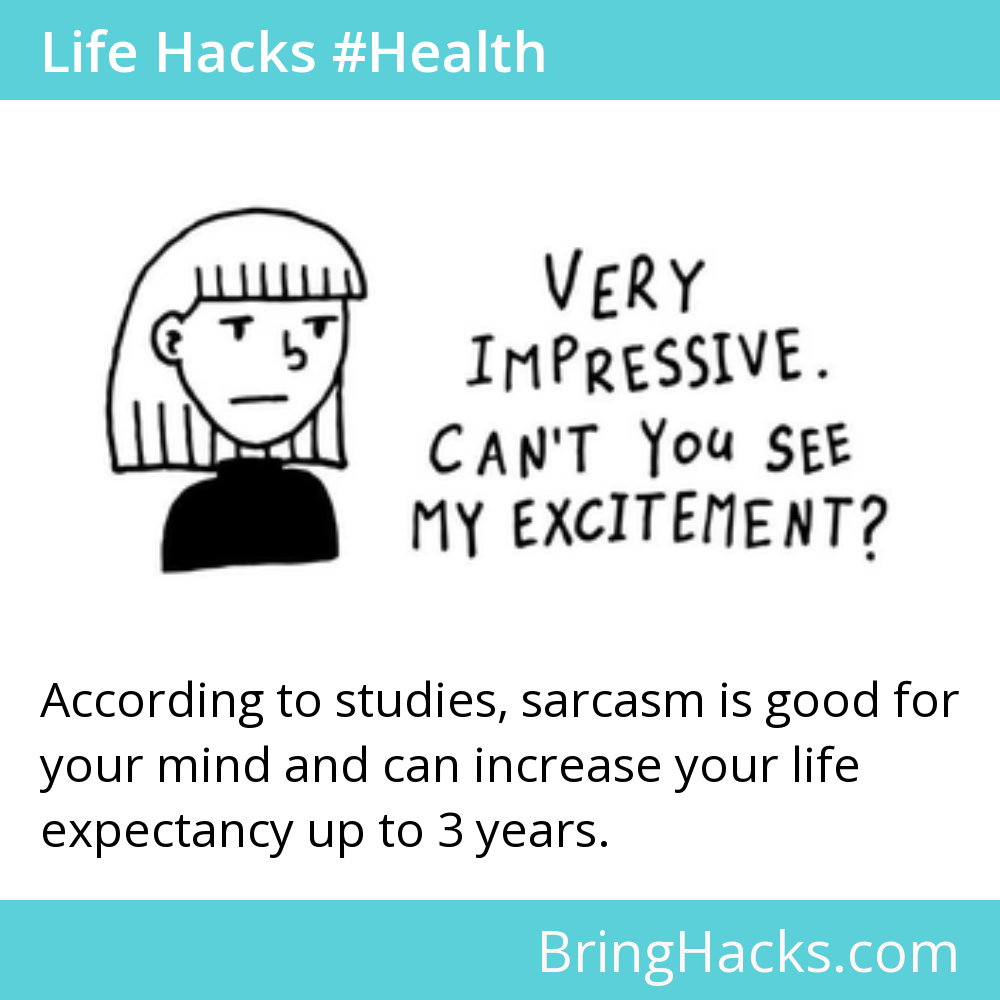 Life Hacks #Health
VERY
IMPRESSIVE.
CAN'T YOU SEE
MY EXCITEMENT?
According to studies, sarcasm is good for
your mind and can increase your life
expectancy up to 3 years.
BringHacks.com